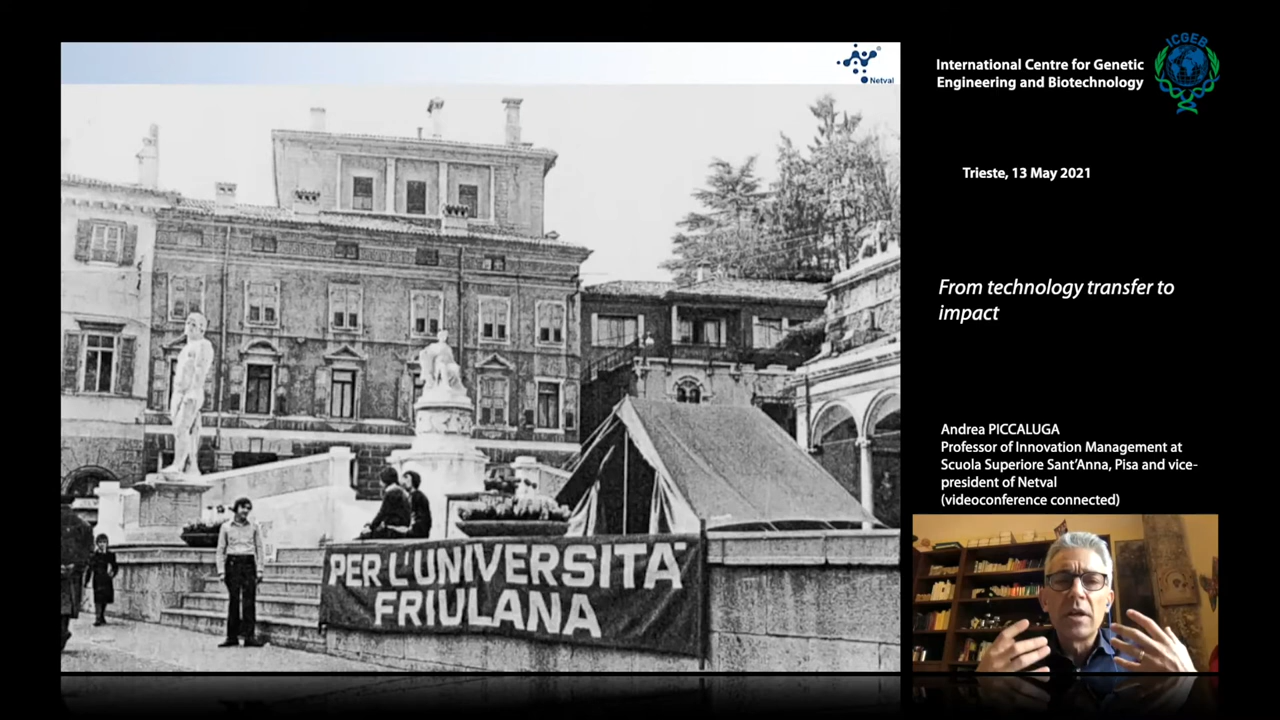 Netval
PER L'UNIVERSITA'
FRIULANA
International Centre for Genetic
Engineering and Biotechnology
ICGEB
Trieste, 13 May 2021
From technology transfer to
impact
Andrea PICCALUGA
Professor of Innovation Management at
Scuola Superiore Sant'Anna, Pisa and vice-
president of Netval
(videoconference connected)